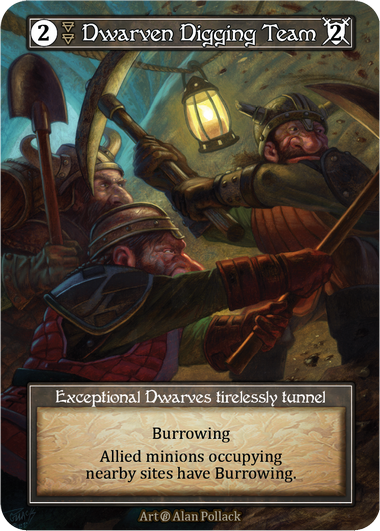 2 Dwarven Digging Team 2
Exceptional Dwarves tirelessly tunnel
Burrowing
Allied minions occupying
nearby sites have Burrowing.
Art @ Alan Pollack